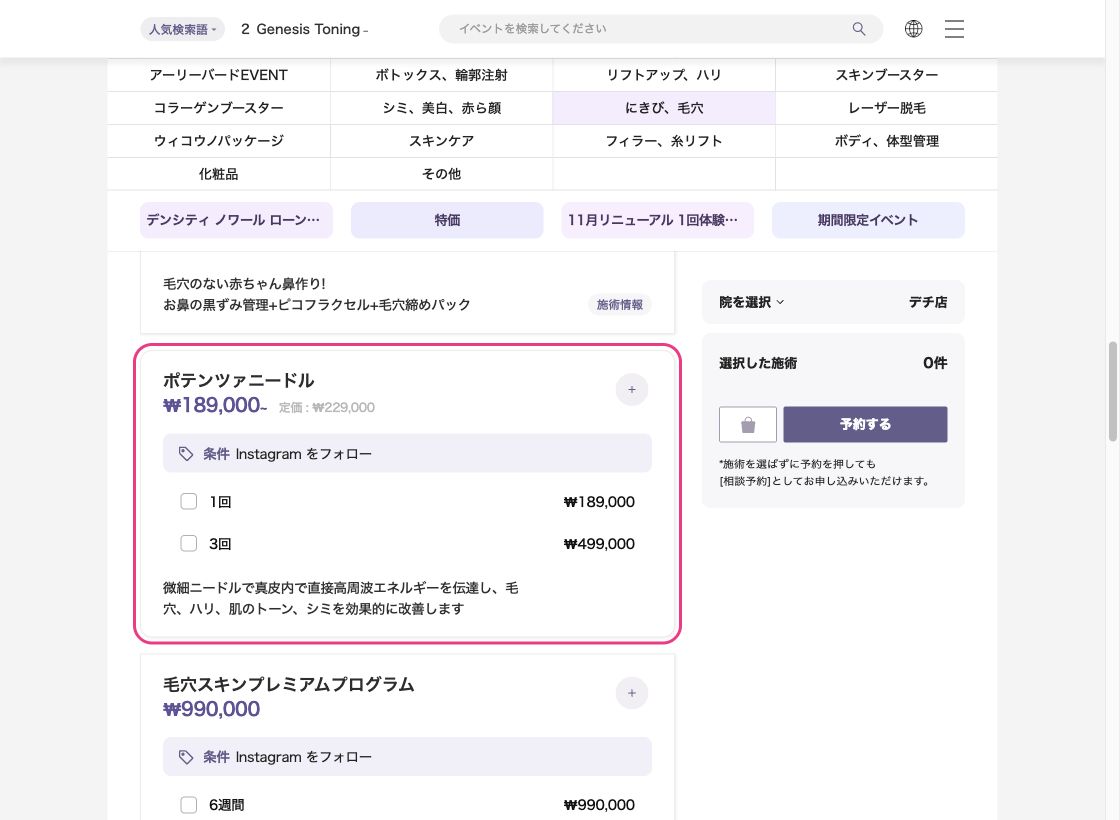 人気検索語
2 Genesis Toning
イベントを検索してください
アーリーバードEVENT
ボトックス、輪郭注射
リフトアップ、ハリ
スキンブースター
コラーゲンブースター
シミ、美白、赤ら顔
にきび、毛穴
レーザー脱毛
ウィコウノパッケージ
スキンケア
フィラー、糸リフト
ボディ、体型管理
化粧品
その他
デンシティ ノワール ローン…
特価
11月リニューアル 1回体験…
期間限定イベント
毛穴のない赤ちゃん鼻作り!
お鼻の黒ずみ管理+ピコフラクセル+毛穴締めパック
施術情報
院を選択
デチ店
選択した施術
0件
予約する
*施術を選ばずに予約を押しても
[相談予約]としてお申し込みいただけます。
ポテンツァニードル
₩189,000~ 定価 : ₩229,000
+
条件 Instagram をフォロー
1回 ₩189,000
3回 ₩499,000
微細ニードルで真皮内で直接高周波エネルギーを伝達し、毛
穴、ハリ、肌のトーン、シミを効果的に改善します
毛穴スキンプレミアムプログラム
₩990,000
+
条件 Instagram をフォロー
6週間 ₩990,000